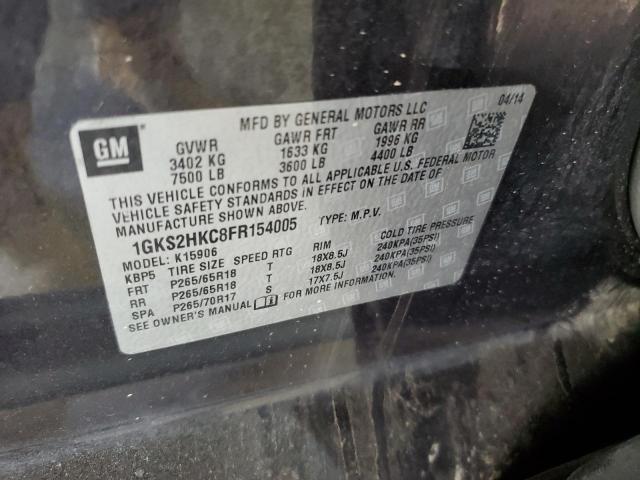 MFD BY GENERAL MOTORS LLC 04/14
GM
GVWR GAWR FRT GAWR RR
3402 KG 1633 KG 1996 KG
7500 LB 3600 LB 4400 LB
THIS VEHICLE CONFORMS TO ALL APPLICABLE U.S. FEDERAL MOTOR
VEHICLE SAFETY STANDARDS IN EFFECT ON THE DATE OF
MANUFACTURE SHOWN ABOVE.
1GKS2HKC8FR154005 TYPE: M.P.V.
MODEL: K15906
KBP5 TIRE SIZE SPEED RTG RIM COLD TIRE PRESSURE
FRT P265/65R18 T 18X8.5J 240KPA(35PSI)
RR P265/65R18 T 18X8.5J 240KPA(35PSI)
SPA P265/70R17 S 17X7.5J 240KPA(35PSI)
SEE OWNER'S MANUAL FOR MORE INFORMATION.